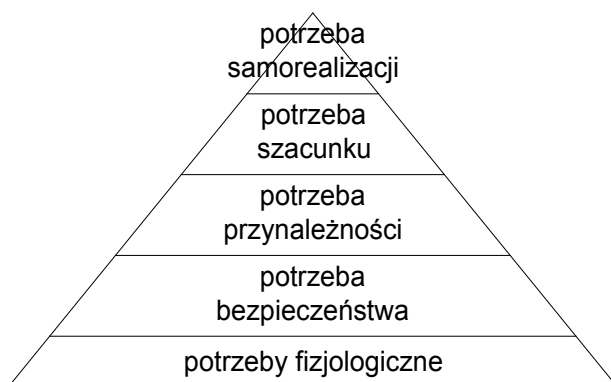 potrzeba
samorealizacji
potrzeba
szacunku
potrzeba
przynależności
potrzeba
bezpieczeństwa
potrzeby fizjologiczne